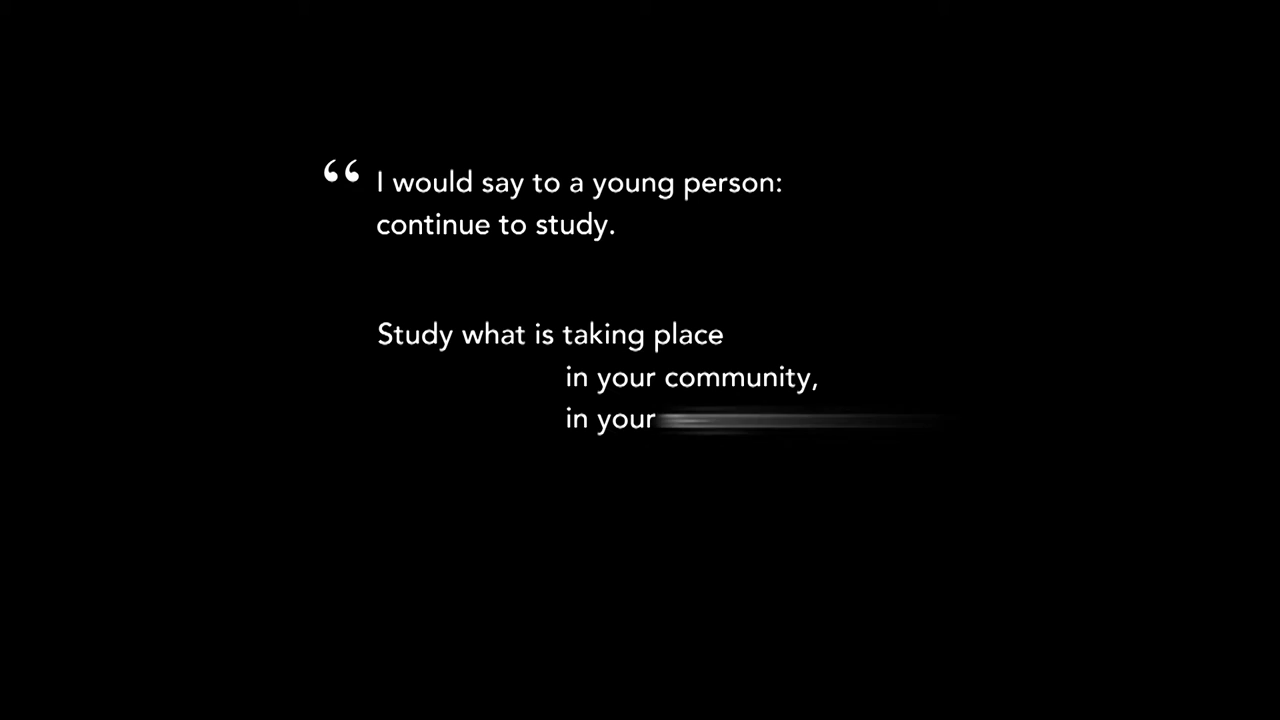 “ I would say to a young person:
continue to study.
Study what is taking place
in your community,
in your